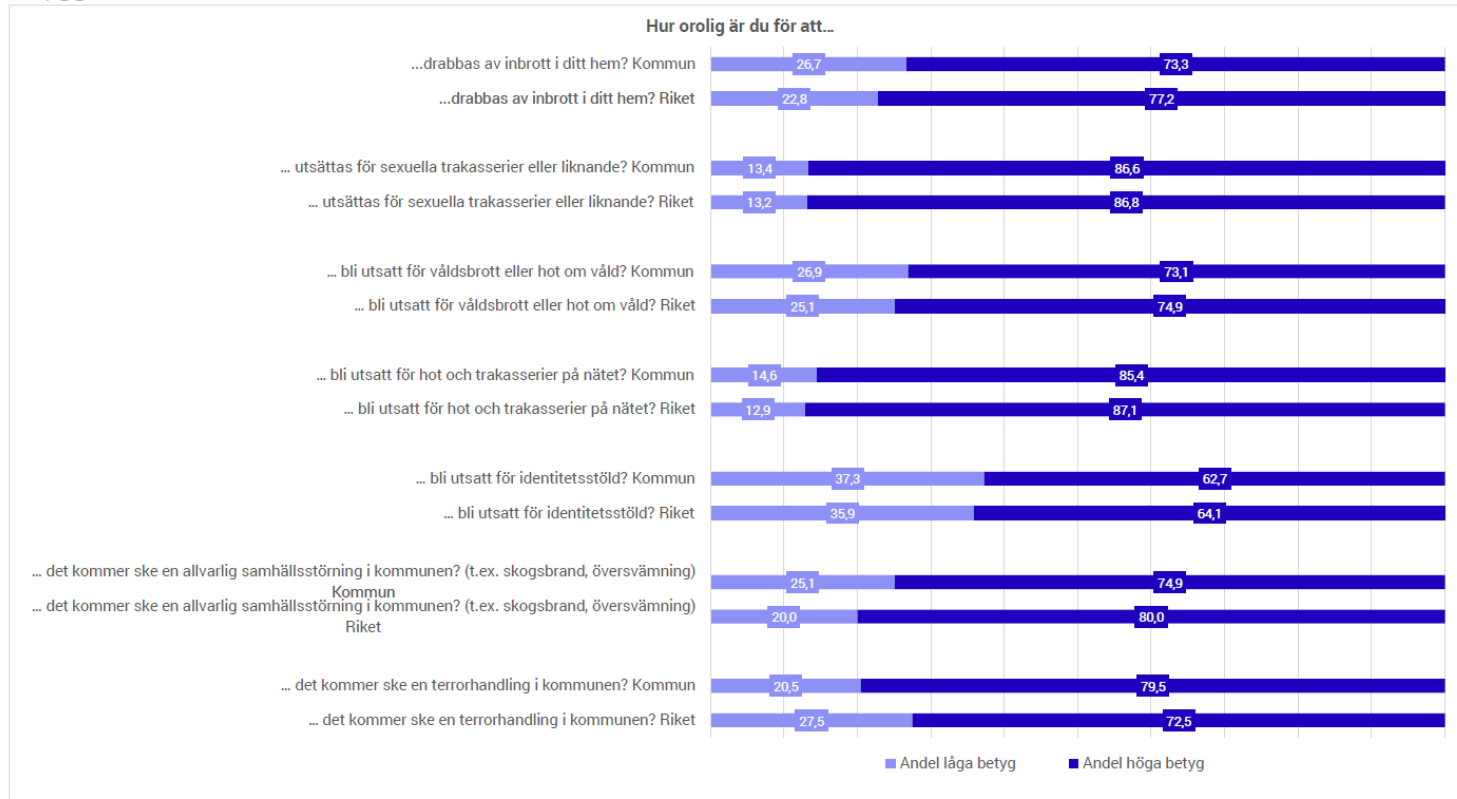 Hur orolig är du för att…
...drabbas av inbrott i ditt hem? Kommun 26,7 73,3
...drabbas av inbrott i ditt hem? Riket 22,8 77,2
… utsättas för sexuella trakasserier eller liknande? Kommun 13,4 86,6
… utsättas för sexuella trakasserier eller liknande? Riket 13,2 86,8
… bli utsatt för våldsbrott eller hot om våld? Kommun 26,9 73,1
… bli utsatt för våldsbrott eller hot om våld? Riket 25,1 74,9
… bli utsatt för hot och trakasserier på nätet? Kommun 14,6 85,4
… bli utsatt för hot och trakasserier på nätet? Riket 12,9 87,1
… bli utsatt för identitetsstöld? Kommun 37,3 62,7
… bli utsatt för identitetsstöld? Riket 35,9 64,1
… det kommer ske en allvarlig samhällsstörning i kommunen? (t.ex. skogsbrand, översvämning)
Kommun 25,1 74,9
… det kommer ske en allvarlig samhällsstörning i kommunen? (t.ex. skogsbrand, översvämning)
Riket 20,0 80,0
… det kommer ske en terrorhandling i kommunen? Kommun 20,5 79,5
… det kommer ske en terrorhandling i kommunen? Riket 27,5 72,5
Andel låga betyg Andel höga betyg